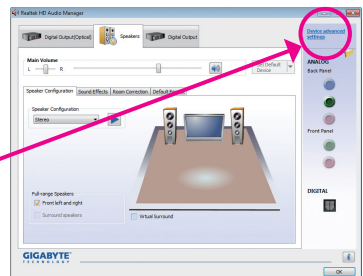 Realtek HD Audio Manager
Digital Output(Optical)
Speakers
Digital Output
Device advanced settings
Main Volume
L
R
Set Default Device
ANALOG
Back Panel
Speaker Configuration
Sound Effects
Room Correction
Default Format
Speaker Configuration
Stereo
Front Panel
Full-range Speakers
Front left and right
Surround speakers
Virtual Surround
DIGITAL
GIGABYTE
TECHNOLOGY
OK